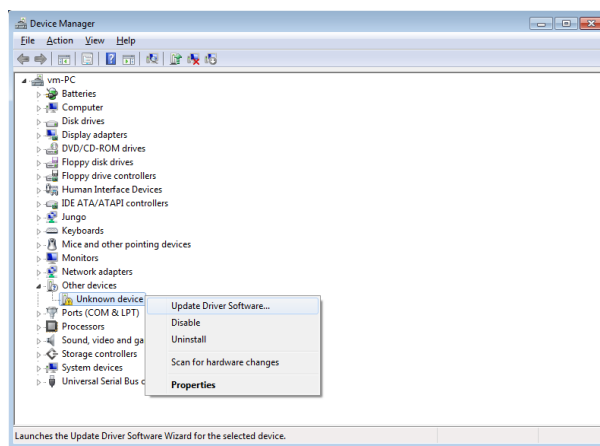 Device Manager
File Action View Help
vm-PC
Batteries
Computer
Disk drives
Display adapters
DVD/CD-ROM drives
Floppy disk drives
Floppy drive controllers
Human Interface Devices
IDE ATA/ATAPI controllers
Jungo
Keyboards
Mice and other pointing devices
Monitors
Network adapters
Other devices
Unknown device
Ports (COM & LPT)
Processors
Sound, video and ga
Storage controllers
System devices
Universal Serial Bus c
Update Driver Software...
Disable
Uninstall
Scan for hardware changes
Properties
Launches the Update Driver Software Wizard for the selected device.